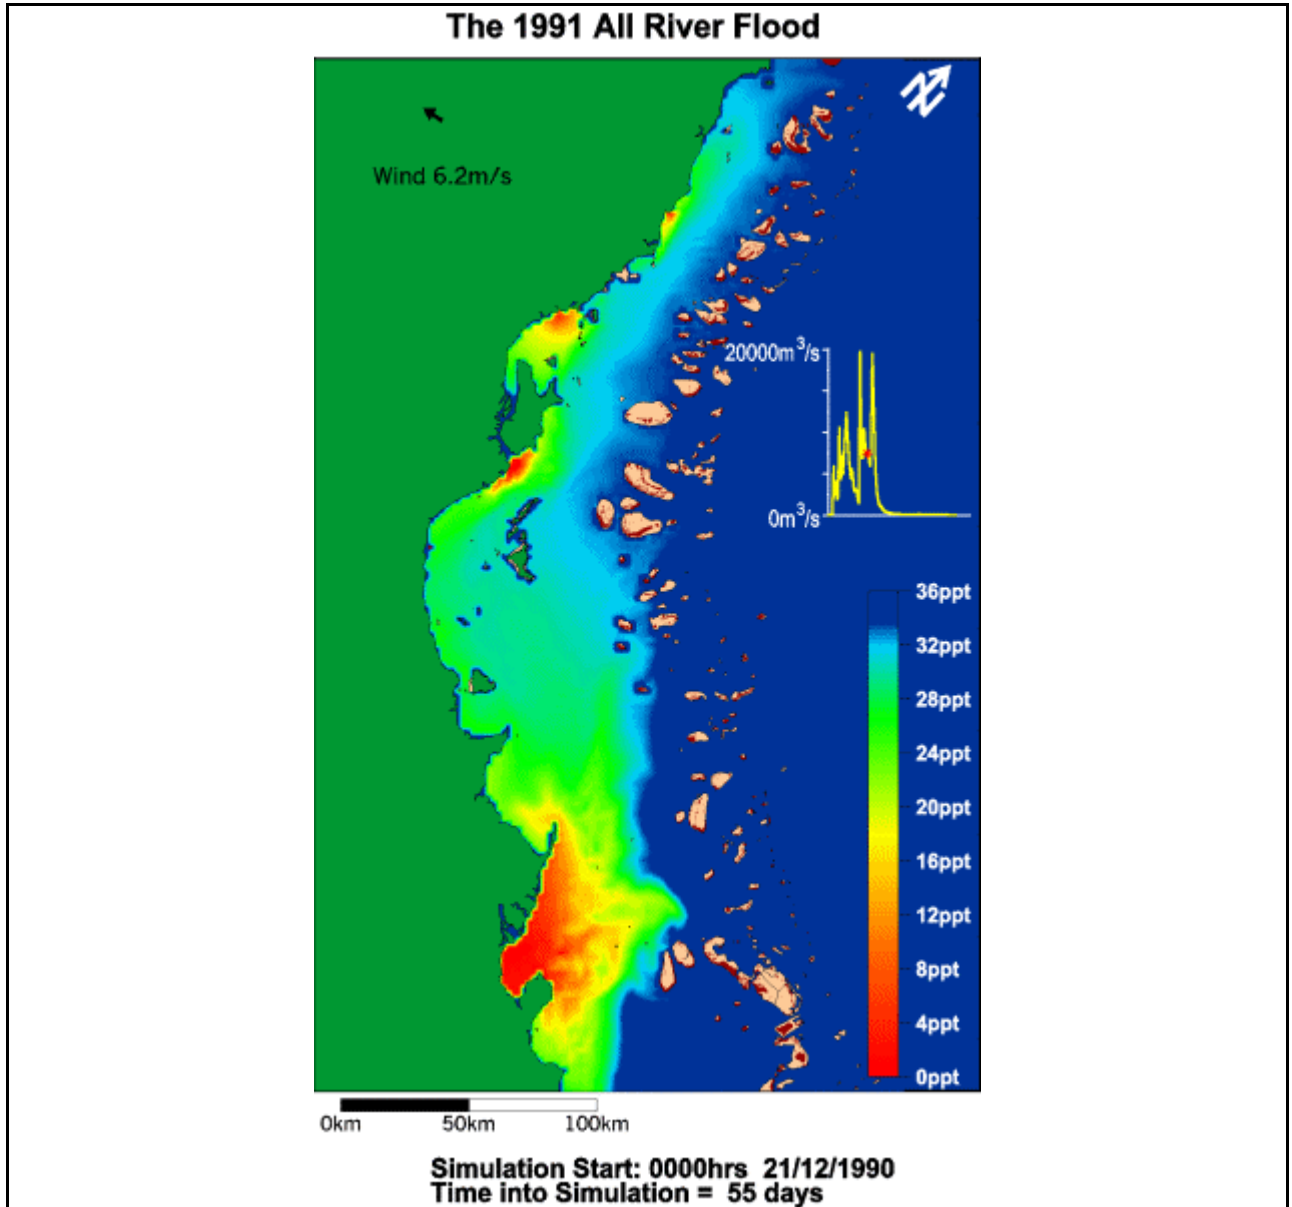 The 1991 All River Flood
N
Wind 6.2m/s
20000m³/s
0m³/s
36ppt
32ppt
28ppt
24ppt
20ppt
16ppt
12ppt
8ppt
4ppt
0ppt
0km 50km 100km
Simulation Start: 0000hrs 21/12/1990
Time into Simulation = 55 days